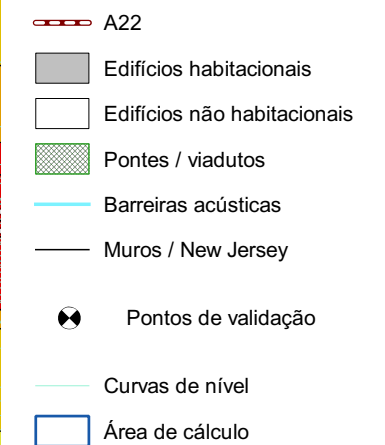 A22
Edifícios habitacionais
Edifícios não habitacionais
Pontes / viadutos
Barreiras acústicas
Muros / New Jersey
Pontos de validação
Curvas de nível
Área de cálculo